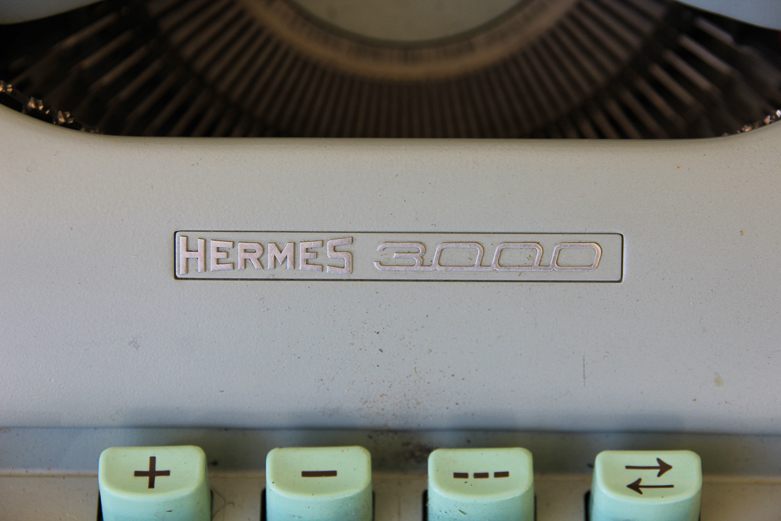 HERMES 3000
+ - --- ⇄